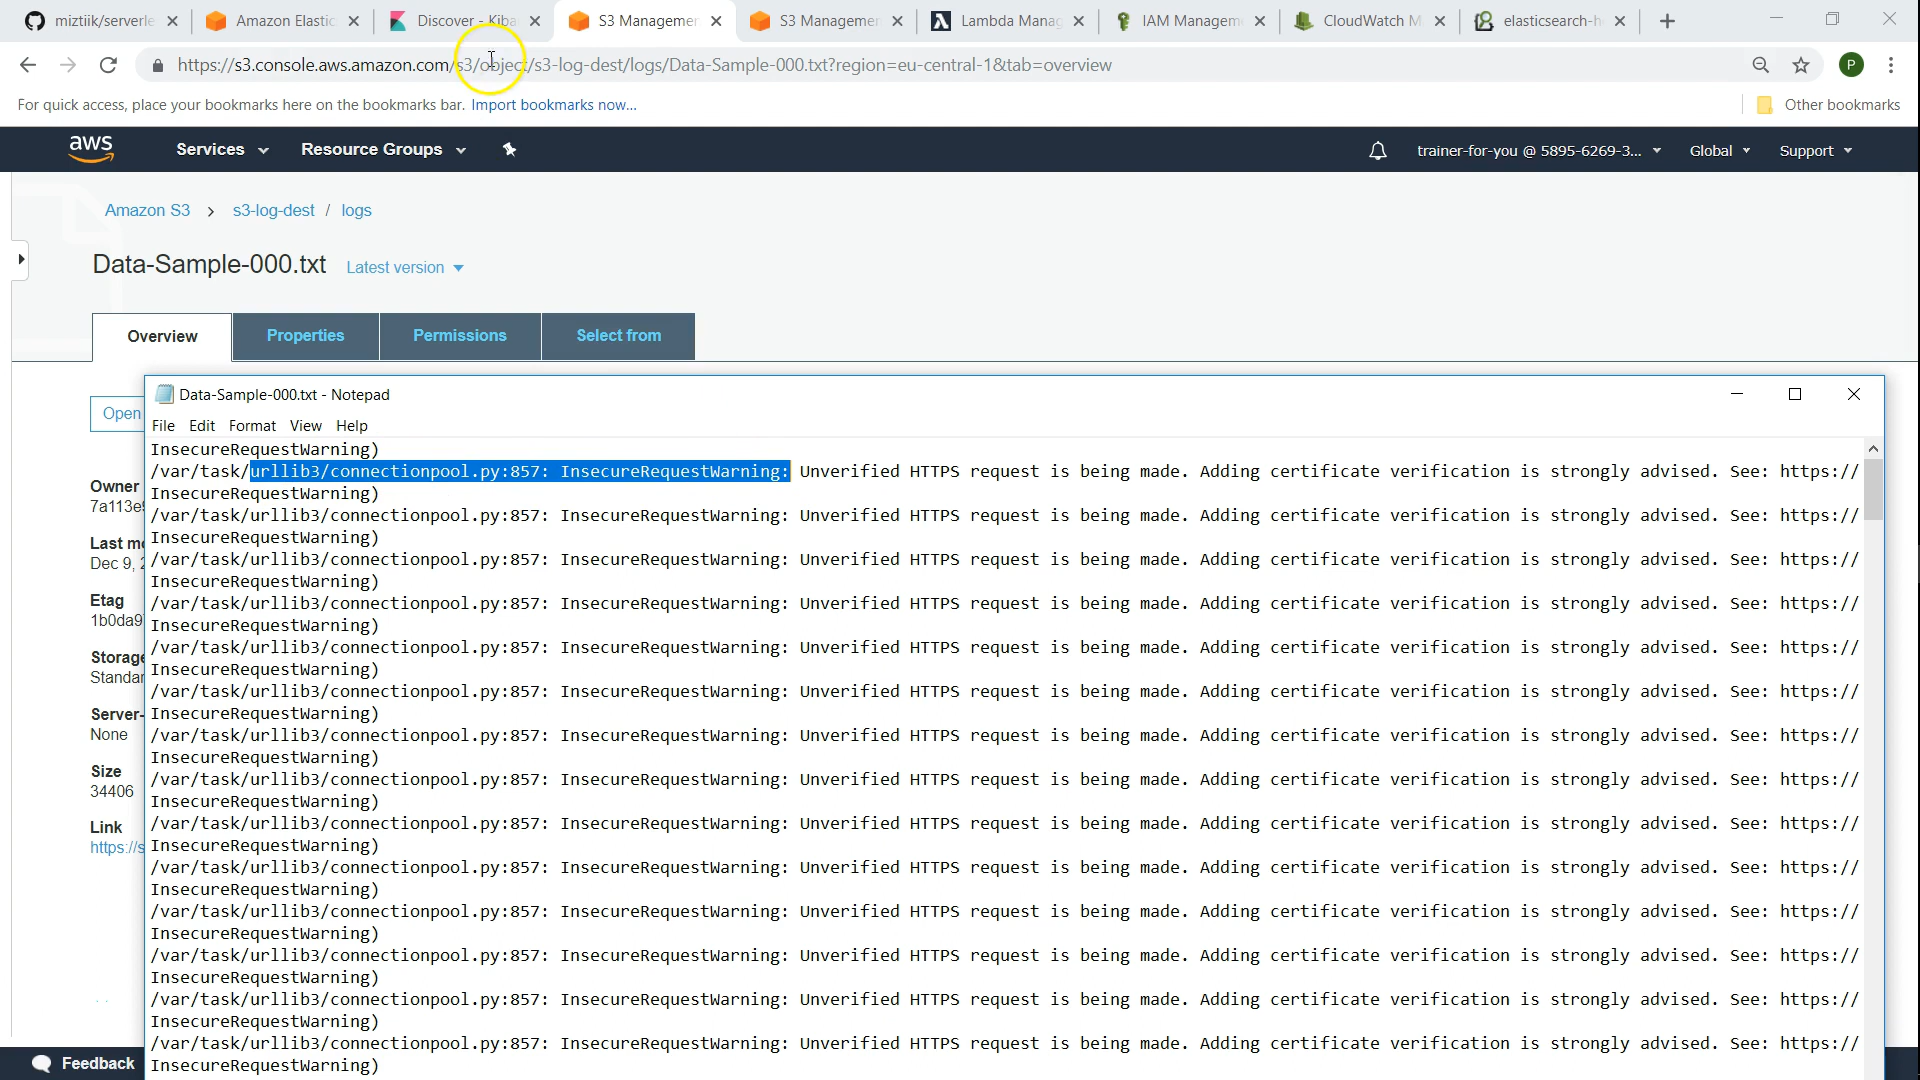 miztiik/serverle
Amazon Elastic
Discover - Kiba
S3 Managemen
S3 Managemen
Lambda Manag
IAM Managem
CloudWatch M
elasticsearch-h
https://s3.console.aws.amazon.com/s3/object/s3-log-dest/logs/Data-Sample-000.txt?region=eu-central-1&tab=overview
P
For quick access, place your bookmarks here on the bookmarks bar. Import bookmarks now...
Other bookmarks
aws
Services
Resource Groups
trainer-for-you @ 5895-6269-3...
Global
Support
Amazon S3 > s3-log-dest / logs
Data-Sample-000.txt
Latest version
Overview
Properties
Permissions
Select from
Data-Sample-000.txt - Notepad
Open
File Edit Format View Help
InsecureRequestWarning)
/var/task/urllib3/connectionpool.py:857: InsecureRequestWarning: Unverified HTTPS request is being made. Adding certificate verification is strongly advised. See: https://
InsecureRequestWarning)
/var/task/urllib3/connectionpool.py:857: InsecureRequestWarning: Unverified HTTPS request is being made. Adding certificate verification is strongly advised. See: https://
InsecureRequestWarning)
/var/task/urllib3/connectionpool.py:857: InsecureRequestWarning: Unverified HTTPS request is being made. Adding certificate verification is strongly advised. See: https://
InsecureRequestWarning)
/var/task/urllib3/connectionpool.py:857: InsecureRequestWarning: Unverified HTTPS request is being made. Adding certificate verification is strongly advised. See: https://
InsecureRequestWarning)
/var/task/urllib3/connectionpool.py:857: InsecureRequestWarning: Unverified HTTPS request is being made. Adding certificate verification is strongly advised. See: https://
InsecureRequestWarning)
/var/task/urllib3/connectionpool.py:857: InsecureRequestWarning: Unverified HTTPS request is being made. Adding certificate verification is strongly advised. See: https://
InsecureRequestWarning)
/var/task/urllib3/connectionpool.py:857: InsecureRequestWarning: Unverified HTTPS request is being made. Adding certificate verification is strongly advised. See: https://
InsecureRequestWarning)
/var/task/urllib3/connectionpool.py:857: InsecureRequestWarning: Unverified HTTPS request is being made. Adding certificate verification is strongly advised. See: https://
InsecureRequestWarning)
/var/task/urllib3/connectionpool.py:857: InsecureRequestWarning: Unverified HTTPS request is being made. Adding certificate verification is strongly advised. See: https://
InsecureRequestWarning)
/var/task/urllib3/connectionpool.py:857: InsecureRequestWarning: Unverified HTTPS request is being made. Adding certificate verification is strongly advised. See: https://
InsecureRequestWarning)
/var/task/urllib3/connectionpool.py:857: InsecureRequestWarning: Unverified HTTPS request is being made. Adding certificate verification is strongly advised. See: https://
InsecureRequestWarning)
/var/task/urllib3/connectionpool.py:857: InsecureRequestWarning: Unverified HTTPS request is being made. Adding certificate verification is strongly advised. See: https://
InsecureRequestWarning)
/var/task/urllib3/connectionpool.py:857: InsecureRequestWarning: Unverified HTTPS request is being made. Adding certificate verification is strongly advised. See: https://
InsecureRequestWarning)
/var/task/urllib3/connectionpool.py:857: InsecureRequestWarning: Unverified HTTPS request is being made. Adding certificate verification is strongly advised. See: https://
InsecureRequestWarning)
Owner
7a113e
Last mo
Dec 9, 2
Etag
1b0da9
Storage
Standar
Server-
None
Size
34406
Link
https://s
Feedback